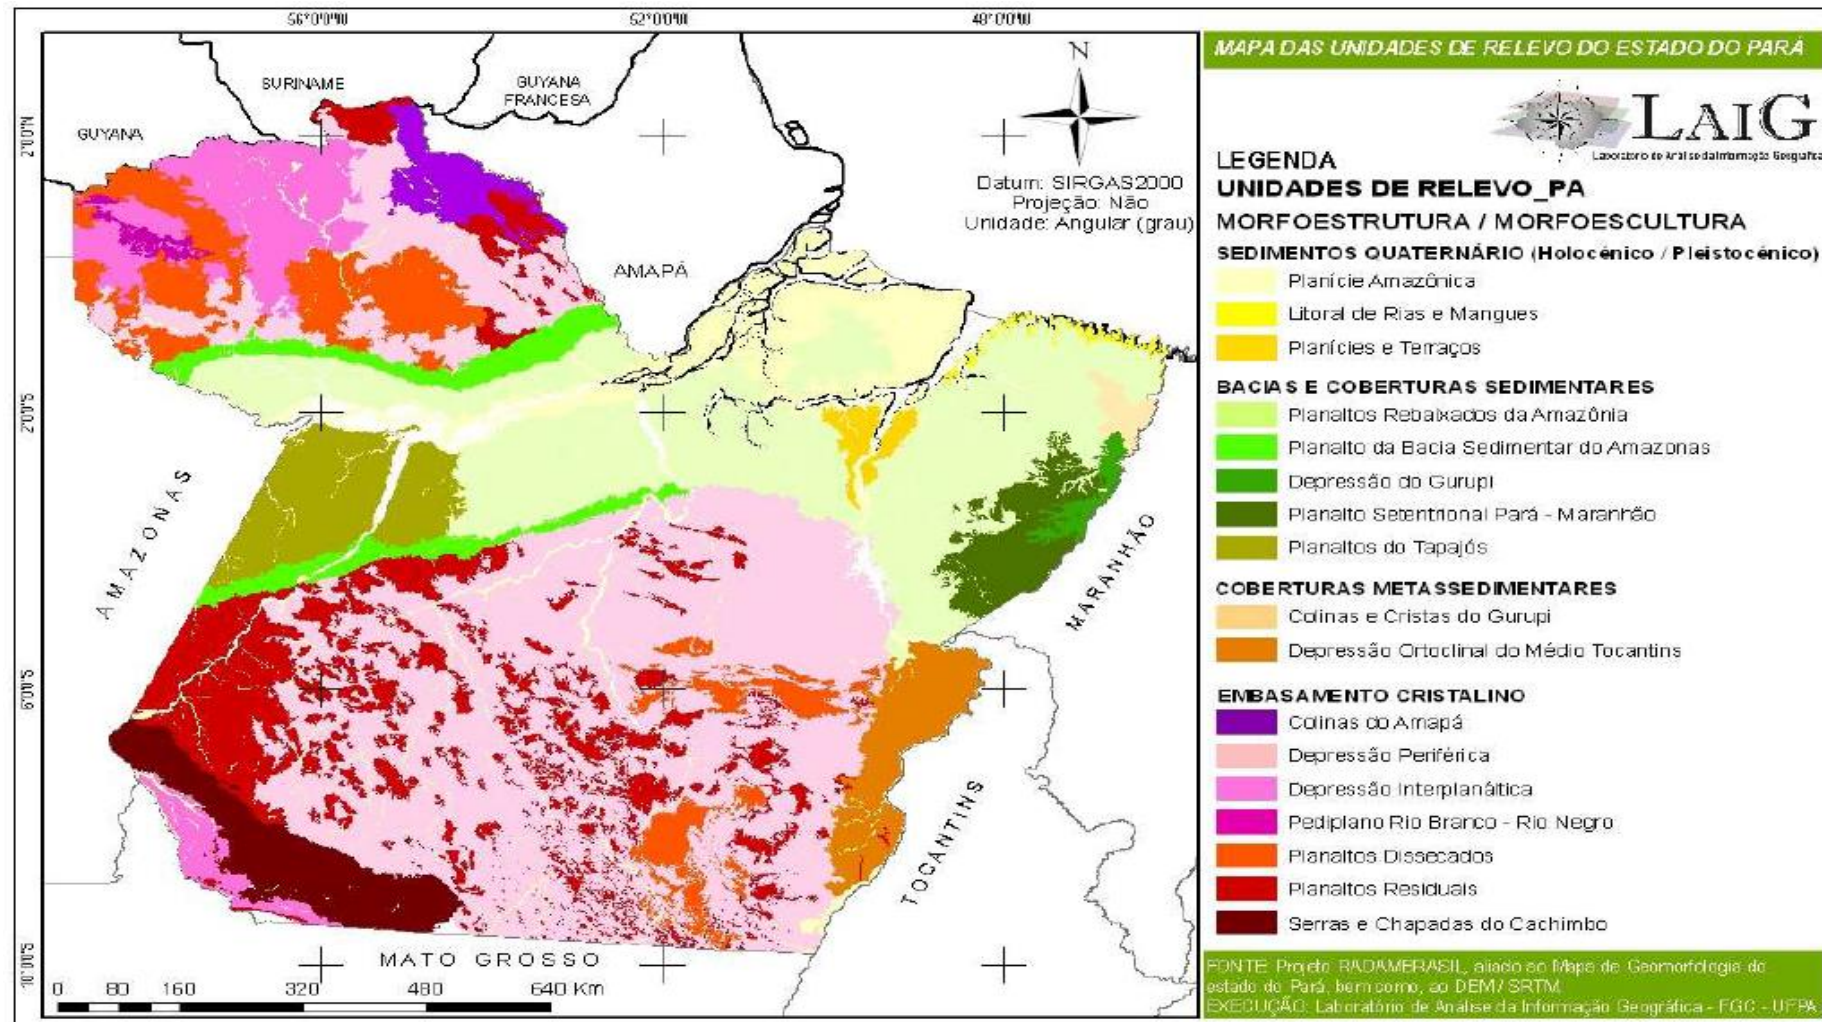 56°0'0"W 52°0'0"W 48°0'0"W
MAPA DAS UNIDADES DE RELEVO DO ESTADO DO PARÁ
N
SURINAME
GUYANA
FRANCESA
GUYANA
2°0'0"N
AMAPÁ
Datum: SIRGAS2000
Projeção: Não
Unidade: Angular (grau)
2°0'0"S
AMAZONAS
MARANHÃO
6°0'0"S
TOCANTINS
MATO GROSSO
10°0'0"S
0 80 160 320 480 640 Km
LAIG
Laboratório de Análise da Informação Geográfica
LEGENDA
UNIDADES DE RELEVO_PA
MORFOESTRUTURA / MORFOESCULTURA
SEDIMENTOS QUATERNÁRIO (Holocênico / Pleistocênico)
Planície Amazônica
Litoral de Rias e Mangues
Planícies e Terraços
BACIAS E COBERTURAS SEDIMENTARES
Planaltos Rebaixados da Amazônia
Planalto da Bacia Sedimentar do Amazonas
Depressão do Gurupi
Planalto Setentrional Pará - Maranhão
Planaltos do Tapajós
COBERTURAS METASSEDIMENTARES
Colinas e Cristas do Gurupi
Depressão Ortoclinal do Médio Tocantins
EMBASAMENTO CRISTALINO
Colinas do Amapá
Depressão Periférica
Depressão Interplanáltica
Pediplano Rio Branco - Rio Negro
Planaltos Dissecados
Planaltos Residuais
Serras e Chapadas do Cachimbo
FONTE: Projeto RADAMBRASIL, aliado ao Mapa de Geomorfologia do
estado do Pará, bem como, ao DEM / SRTM
EXECUÇÃO: Laboratório de Análise da Informação Geográfica - FGC - UFPA.